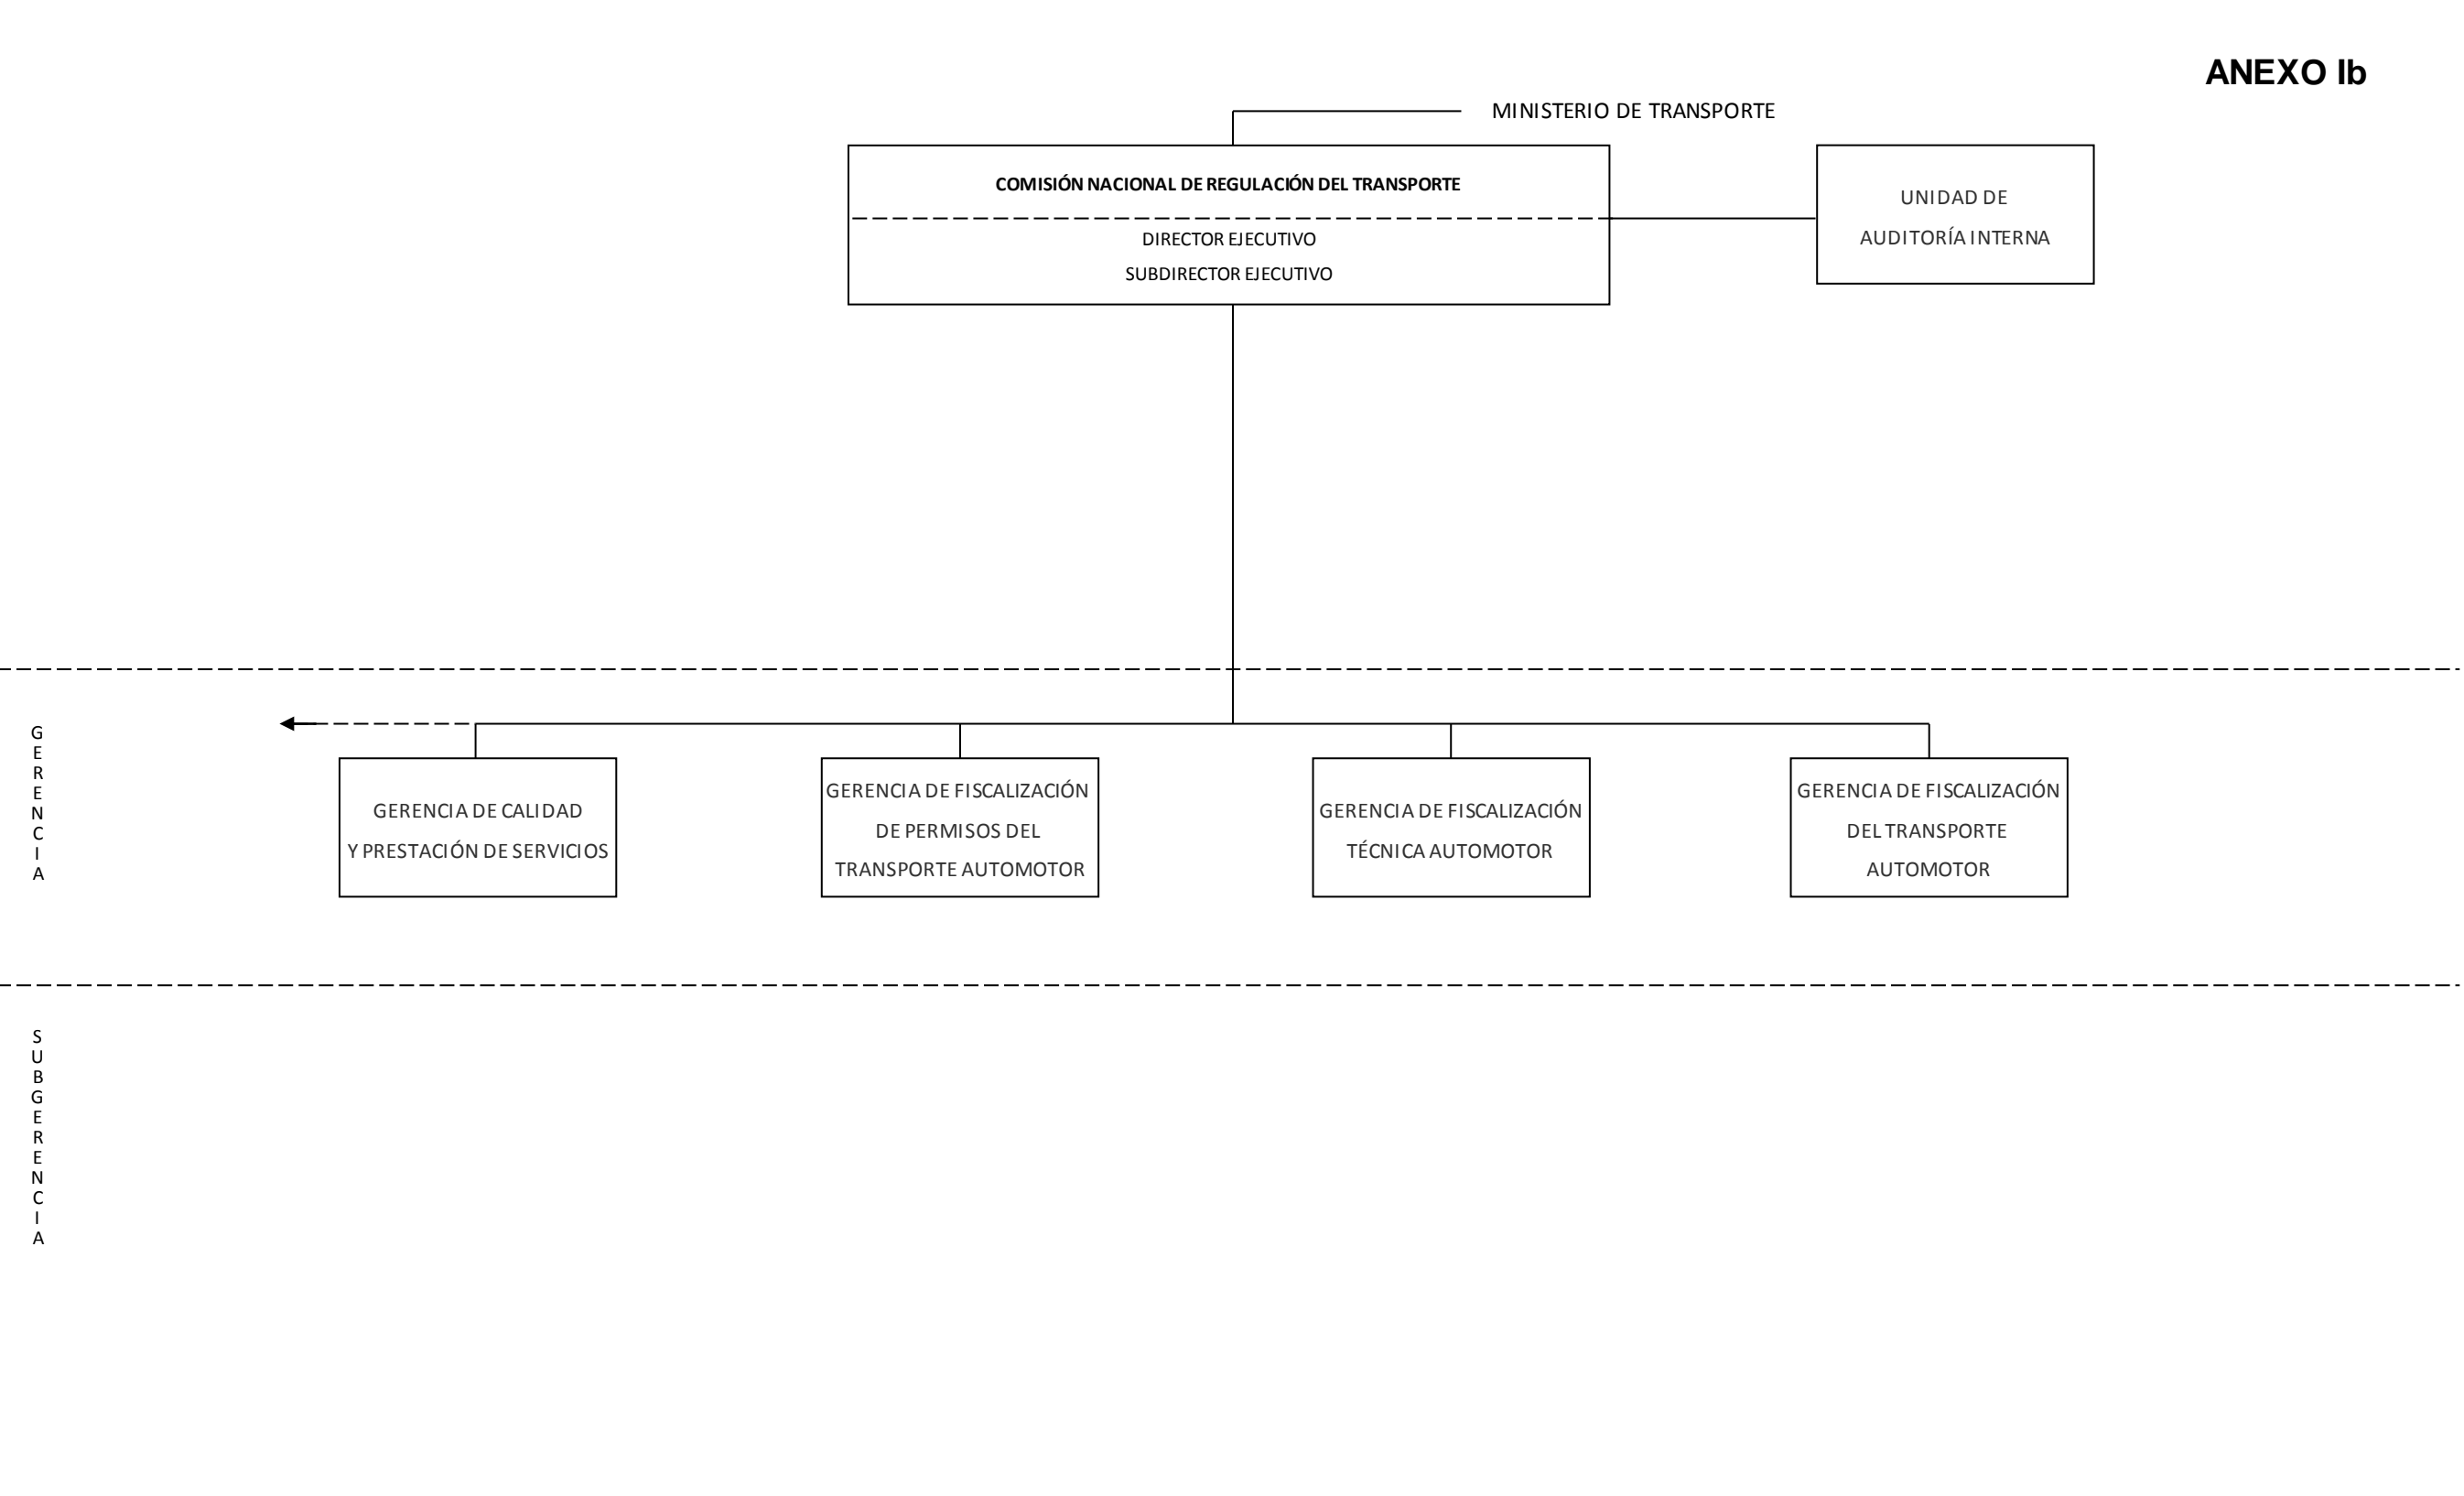 ANEXO Ib
MINISTERIO DE TRANSPORTE
COMISIÓN NACIONAL DE REGULACIÓN DEL TRANSPORTE
DIRECTOR EJECUTIVO
SUBDIRECTOR EJECUTIVO
UNIDAD DE
AUDITORÍA INTERNA
GERENCIA
GERENCIA DE CALIDAD
Y PRESTACIÓN DE SERVICIOS
GERENCIA DE FISCALIZACIÓN
DE PERMISOS DEL
TRANSPORTE AUTOMOTOR
GERENCIA DE FISCALIZACIÓN
TÉCNICA AUTOMOTOR
GERENCIA DE FISCALIZACIÓN
DEL TRANSPORTE
AUTOMOTOR
SUBGERENCIA